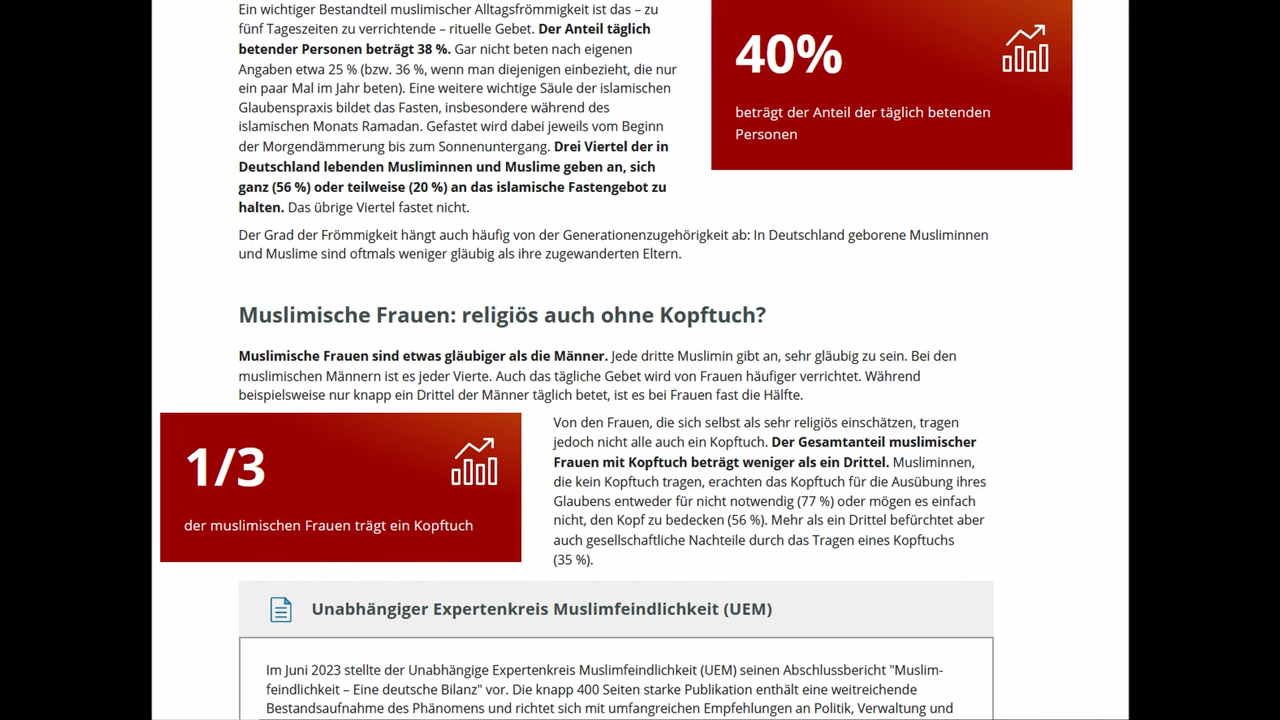 Ein wichtiger Bestandteil muslimischer Alltagsfrömmigkeit ist das – zu
fünf Tageszeiten zu verrichtende – rituelle Gebet. Der Anteil täglich
betender Personen beträgt 38 %. Gar nicht beten nach eigenen
Angaben etwa 25 % (bzw. 36 %, wenn man diejenigen einbezieht, die nur
ein paar Mal im Jahr beten). Eine weitere wichtige Säule der islamischen
Glaubenspraxis bildet das Fasten, insbesondere während des
islamischen Monats Ramadan. Gefastet wird dabei jeweils vom Beginn
der Morgendämmerung bis zum Sonnenuntergang. Drei Viertel der in
Deutschland lebenden Musliminnen und Muslime geben an, sich
ganz (56 %) oder teilweise (20 %) an das islamische Fastengebot zu
halten. Das übrige Viertel fastet nicht.
40%
beträgt der Anteil der täglich betenden
Personen
Der Grad der Frömmigkeit hängt auch häufig von der Generationenzugehörigkeit ab: In Deutschland geborene Musliminnen
und Muslime sind oftmals weniger gläubig als ihre zugewanderten Eltern.
Muslimische Frauen: religiös auch ohne Kopftuch?
Muslimische Frauen sind etwas gläubiger als die Männer. Jede dritte Muslimin gibt an, sehr gläubig zu sein. Bei den
muslimischen Männern ist es jeder Vierte. Auch das tägliche Gebet wird von Frauen häufiger verrichtet. Während
beispielsweise nur knapp ein Drittel der Männer täglich betet, ist es bei Frauen fast die Hälfte.
1/3
der muslimischen Frauen trägt ein Kopftuch
Von den Frauen, die sich selbst als sehr religiös einschätzen, tragen
jedoch nicht alle auch ein Kopftuch. Der Gesamtanteil muslimischer
Frauen mit Kopftuch beträgt weniger als ein Drittel. Musliminnen,
die kein Kopftuch tragen, erachten das Kopftuch für die Ausübung ihres
Glaubens entweder für nicht notwendig (77 %) oder mögen es einfach
nicht, den Kopf zu bedecken (56 %). Mehr als ein Drittel befürchtet aber
auch gesellschaftliche Nachteile durch das Tragen eines Kopftuchs
(35 %).
Unabhängiger Expertenkreis Muslimfeindlichkeit (UEM)
Im Juni 2023 stellte der Unabhängige Expertenkreis Muslimfeindlichkeit (UEM) seinen Abschlussbericht "Muslim-
feindlichkeit – Eine deutsche Bilanz" vor. Die knapp 400 Seiten starke Publikation enthält eine weitreichende
Bestandsaufnahme des Phänomens und richtet sich mit umfangreichen Empfehlungen an Politik, Verwaltung und